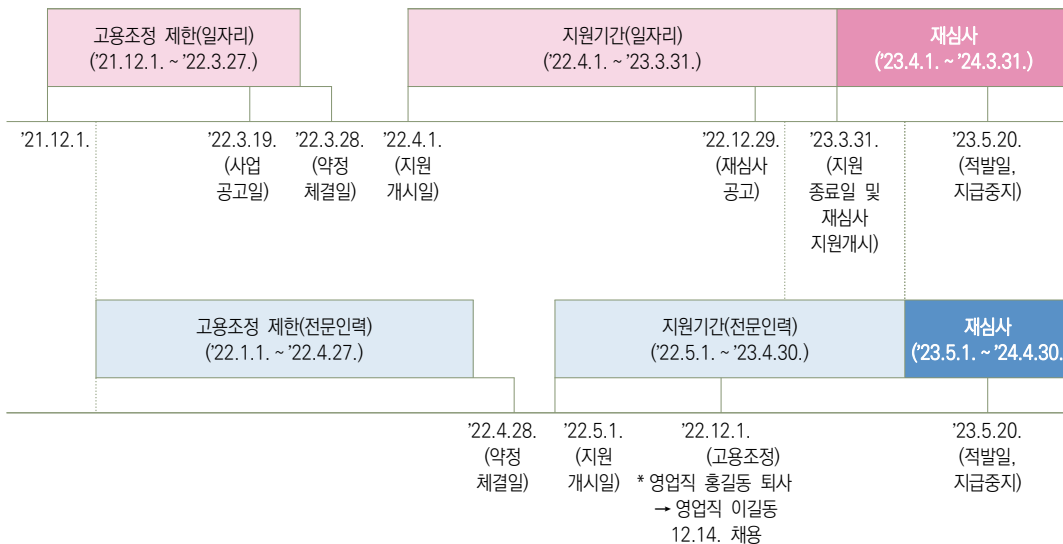 고용조정 제한(일자리)
('21.12.1. ~ '22.3.27.)
지원기간(일자리)
('22.4.1. ~ '23.3.31.)
재심사
('23.4.1. ~ '24.3.31.)
'21.12.1.
'22.3.19.
(사업
공고일)
'22.3.28.
(약정
체결일)
'22.4.1.
(지원
개시일)
'22.12.29.
(재심사
공고)
'23.3.31.
(지원
종료일 및
재심사
지원개시)
'23.5.20.
(적발일,
지급중지)
고용조정 제한(전문인력)
('22.1.1. ~ '22.4.27.)
지원기간(전문인력)
('22.5.1. ~ '23.4.30.)
재심사
('23.5.1. ~ '24.4.30.
'22.4.28.
(약정
체결일)
'22.5.1.
(지원
개시일)
'22.12.1.
(고용조정)
* 영업직 홍길동 퇴사
→ 영업직 이길동
12.14. 채용
'23.5.20.
(적발일,
지급중지)